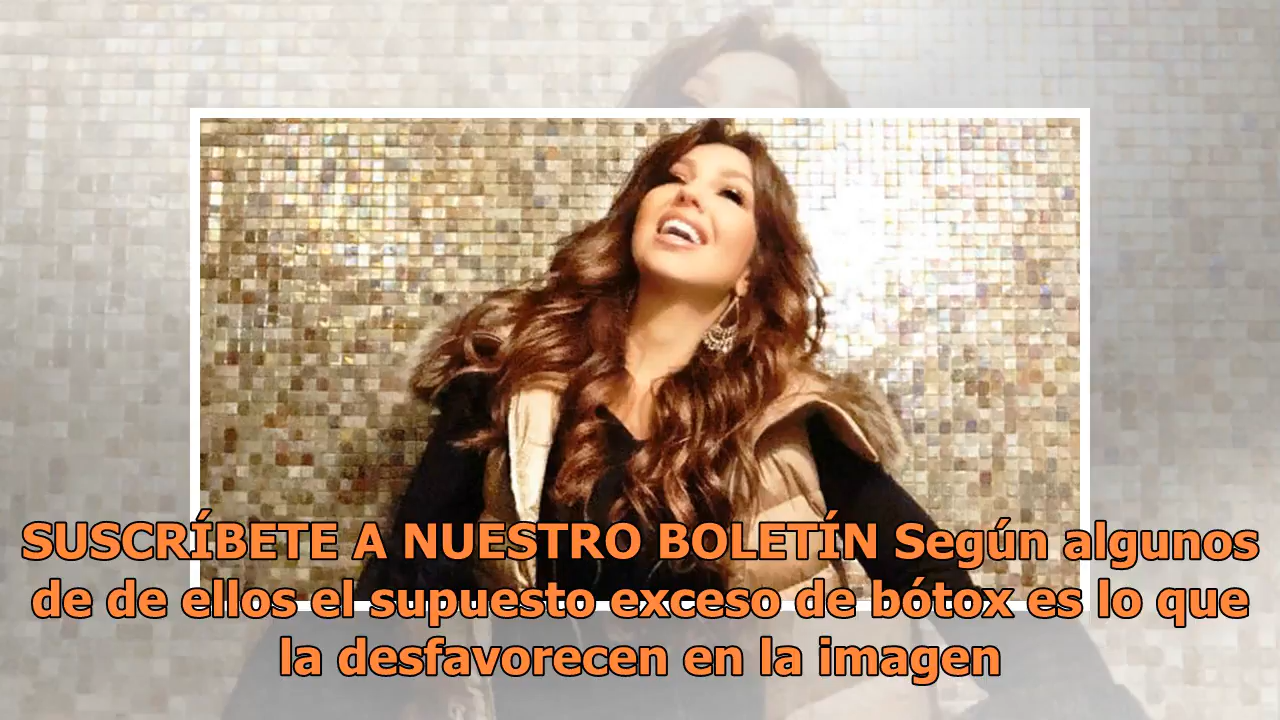 SUSCRÍBETE A NUESTRO BOLETÍN Según algunos
de de ellos el supuesto exceso de bótox es lo que
la desfavorecen en la imagen